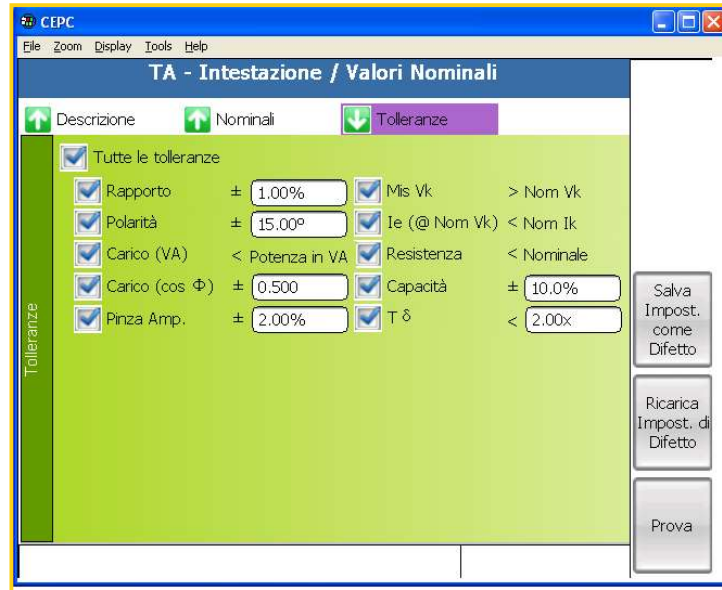 CEPC
File Zoom Display Tools Help
TA - Intestazione / Valori Nominali
Descrizione Nominali Tolleranze
Tolleranze
Tutte le tolleranze
Rapporto ± 1.00% Mis Vk > Nom Vk
Polarità ± 15.00º Ie (@ Nom Vk) < Nom Ik
Carico (VA) < Potenza in VA Resistenza < Nominale
Carico (cos Φ) ± 0.500 Capacità ± 10.0%
Pinza Amp. ± 2.00% T δ < 2.00x
Salva
Impost.
come
Difetto
Ricarica
Impost. di
Difetto
Prova